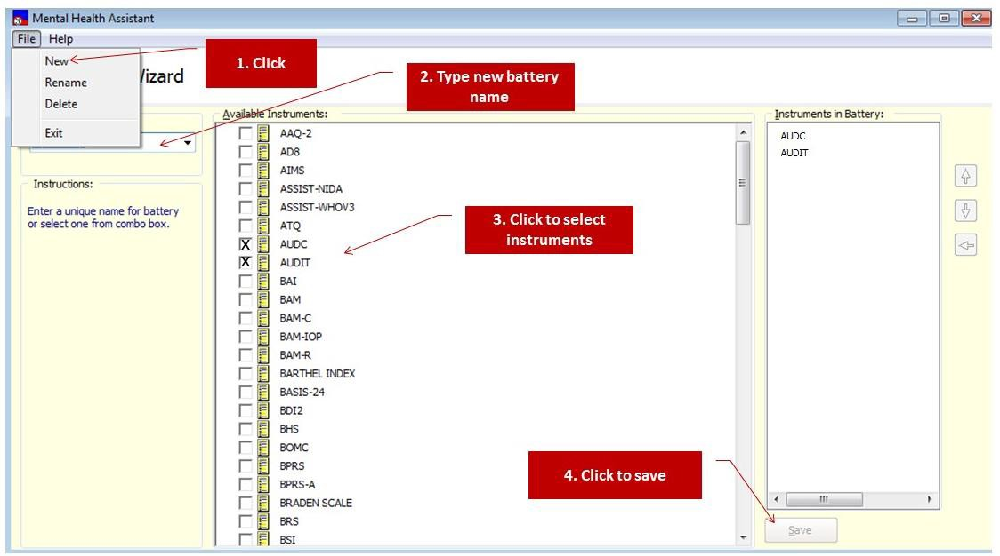 Mental Health Assistant
File Help
New
Rename
Delete
Exit
Wizard
1. Click
2. Type new battery
name
Available Instruments:
AAQ-2
AD8
AIMS
ASSIST-NIDA
ASSIST-WHOV3
ATQ
X AUDC
X AUDIT
BAI
BAM
BAM-C
BAM-IOP
BAM-R
BARTHEL INDEX
BASIS-24
BDI2
BHS
BOMC
BPRS
BPRS-A
BRADEN SCALE
BRS
BSI
Instruments in Battery:
AUDC
AUDIT
Instructions:
Enter a unique name for battery
or select one from combo box.
3. Click to select
instruments
4. Click to save
Save